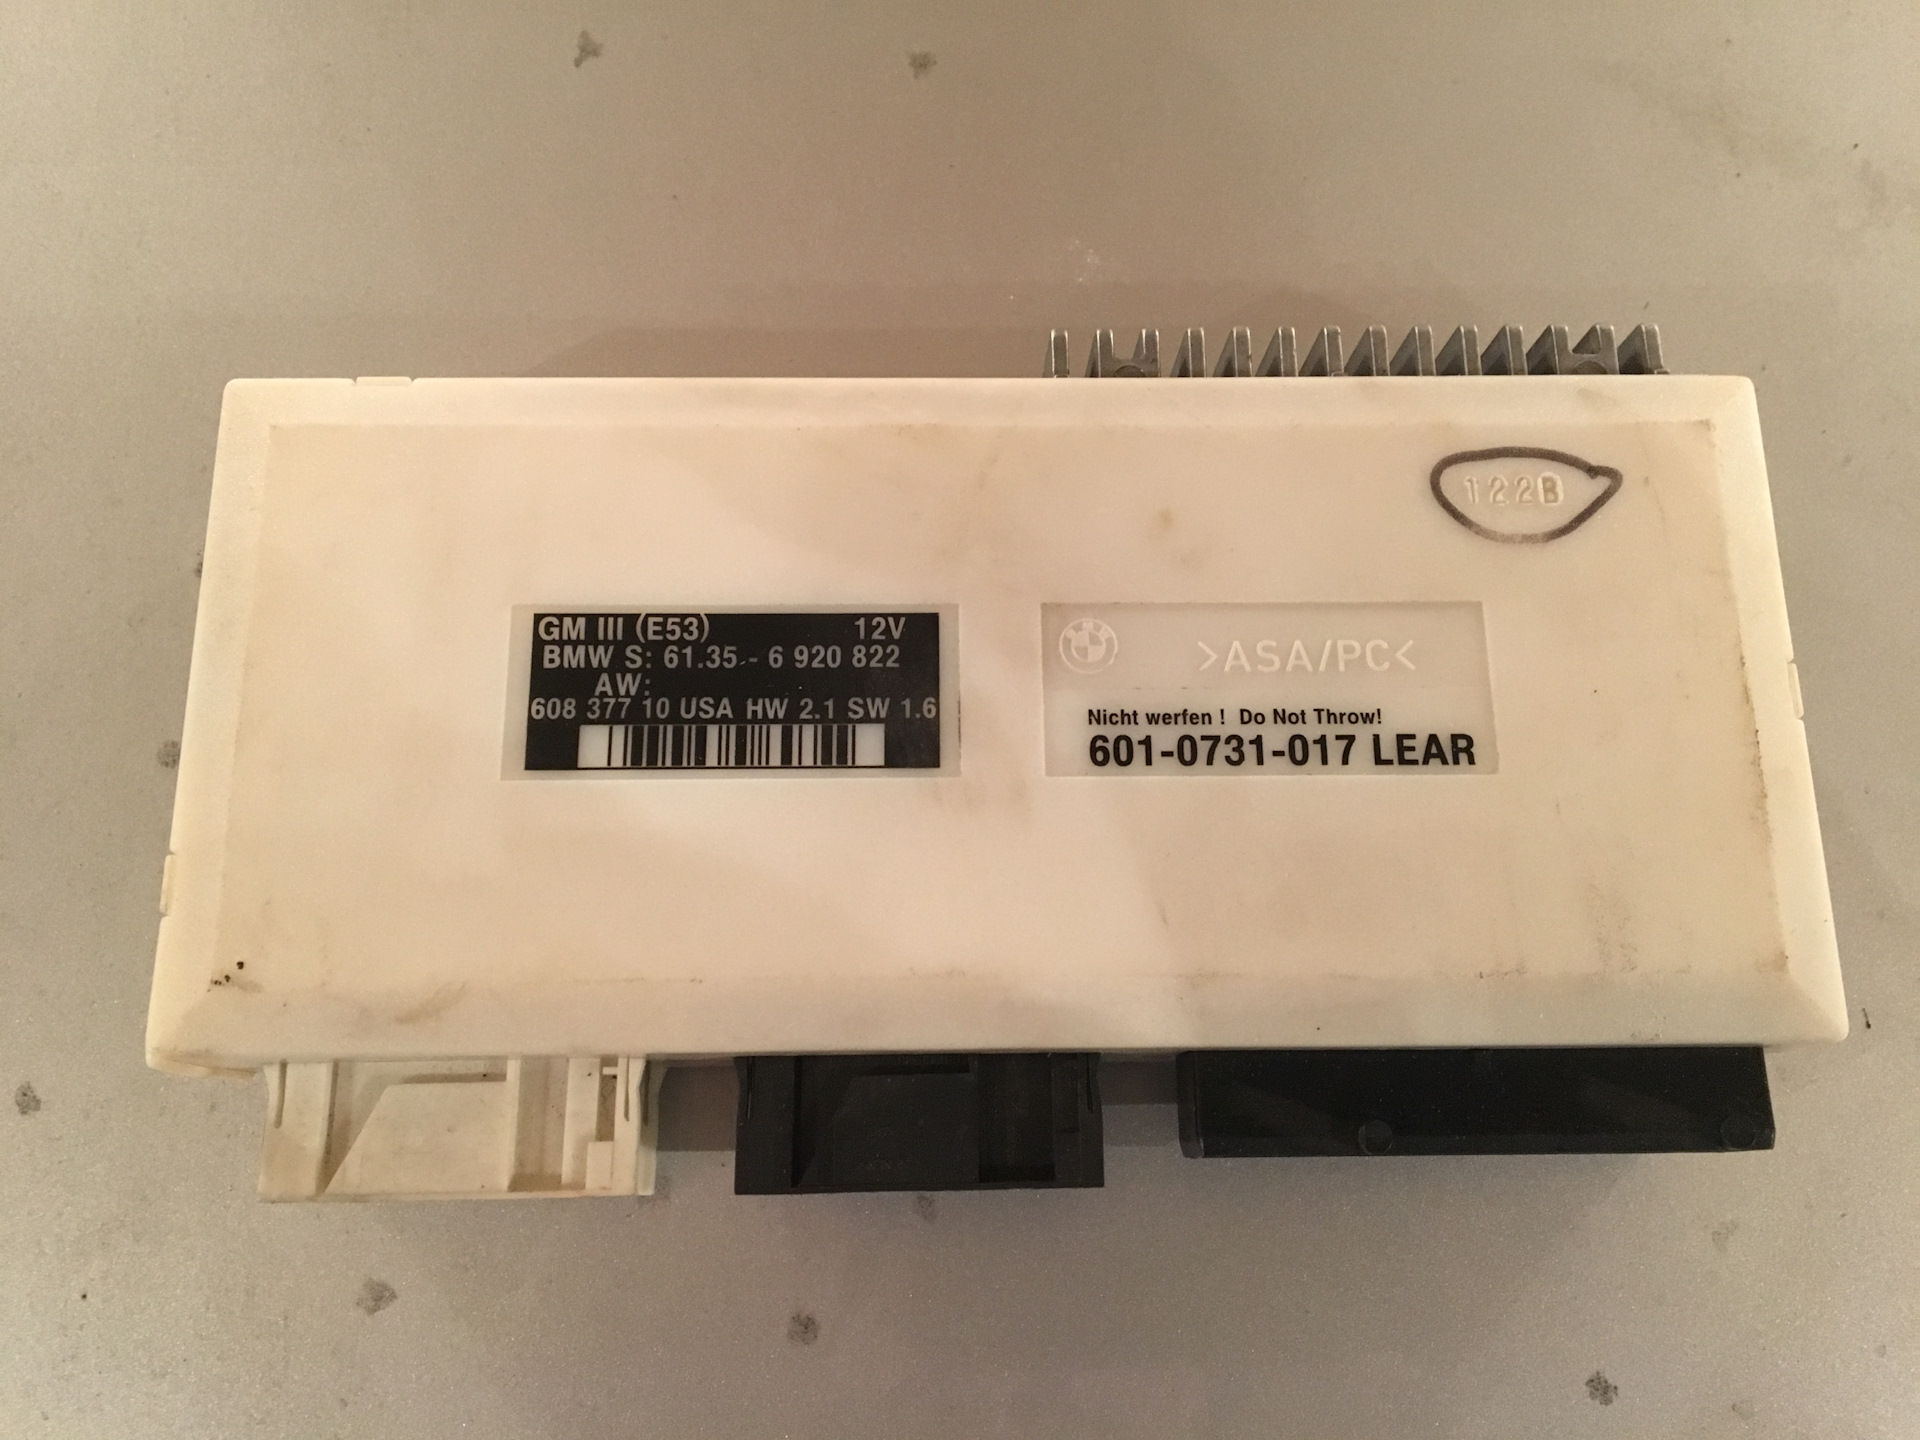 122B
GM III (E53) 12V
BMW S: 61.35 - 6 920 822
AW:
608 377 10 USA HW 2.1 SW 1.6
BMW
>ASA/PC<
Nicht werfen ! Do Not Throw!
601-0731-017 LEAR